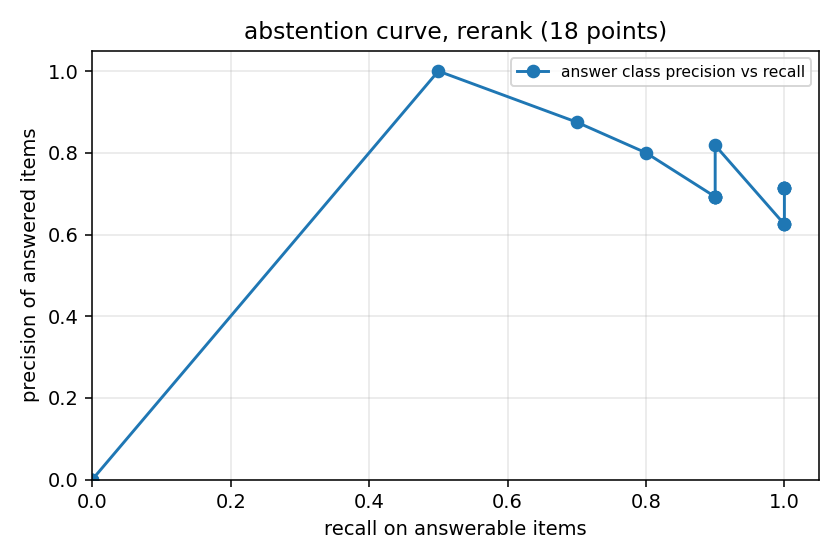 abstention curve, rerank (18 points)
answer class precision vs recall
precision of answered items
1.0
0.8
0.6
0.4
0.2
0.0
0.0 0.2 0.4 0.6 0.8 1.0
recall on answerable items